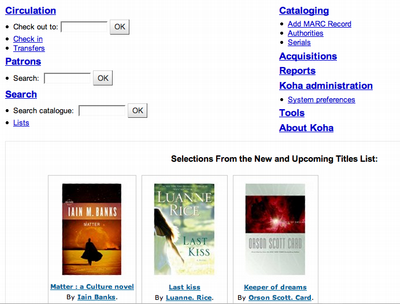 Circulation
Check out to: OK
Check in
Transfers
Patrons
Search: OK
Search
Search catalogue: OK
Lists
Cataloging
Add MARC Record
Authorities
Serials
Acquisitions
Reports
Koha administration
System preferences
Tools
About Koha
Selections From the New and Upcoming Titles List:
IAIN M. BANKS
MATTER
LUANNE
RICE
LAST
KISS
ORSON SCOTT CARD
Matter : a Culture novel
By Iain Banks.
Last kiss
By Luanne. Rice.
Keeper of dreams
By Orson Scott. Card.